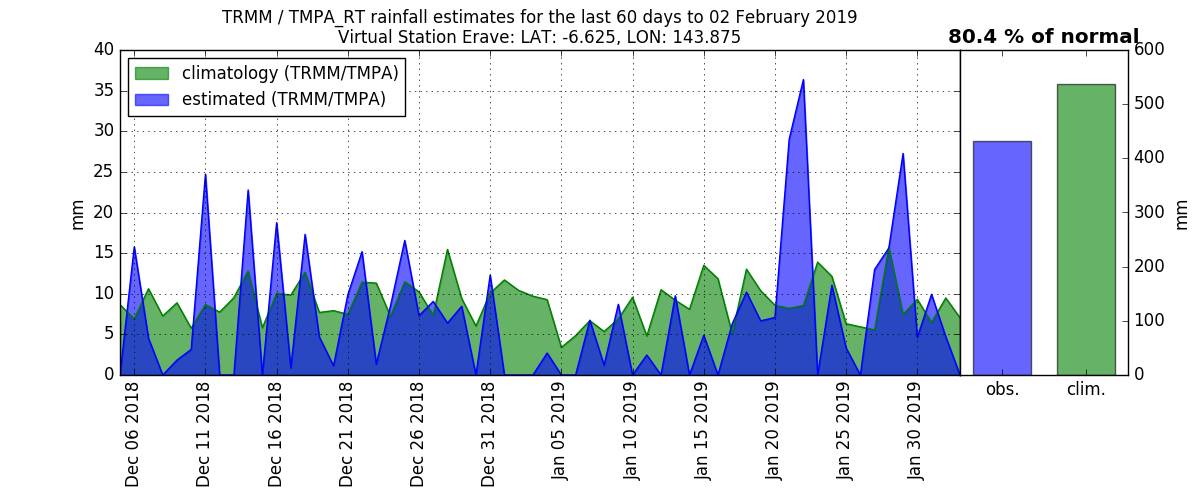 TRMM / TMPA_RT rainfall estimates for the last 60 days to 02 February 2019
Virtual Station Erave: LAT: -6.625, LON: 143.875
80.4 % of normal
climatology (TRMM/TMPA)
estimated (TRMM/TMPA)
40
35
30
25
20
15
10
5
0
mm
Dec 06 2018
Dec 11 2018
Dec 16 2018
Dec 21 2018
Dec 26 2018
Dec 31 2018
Jan 05 2019
Jan 10 2019
Jan 15 2019
Jan 20 2019
Jan 25 2019
Jan 30 2019
obs.
clim.
600
500
400
300
200
100
0
mm